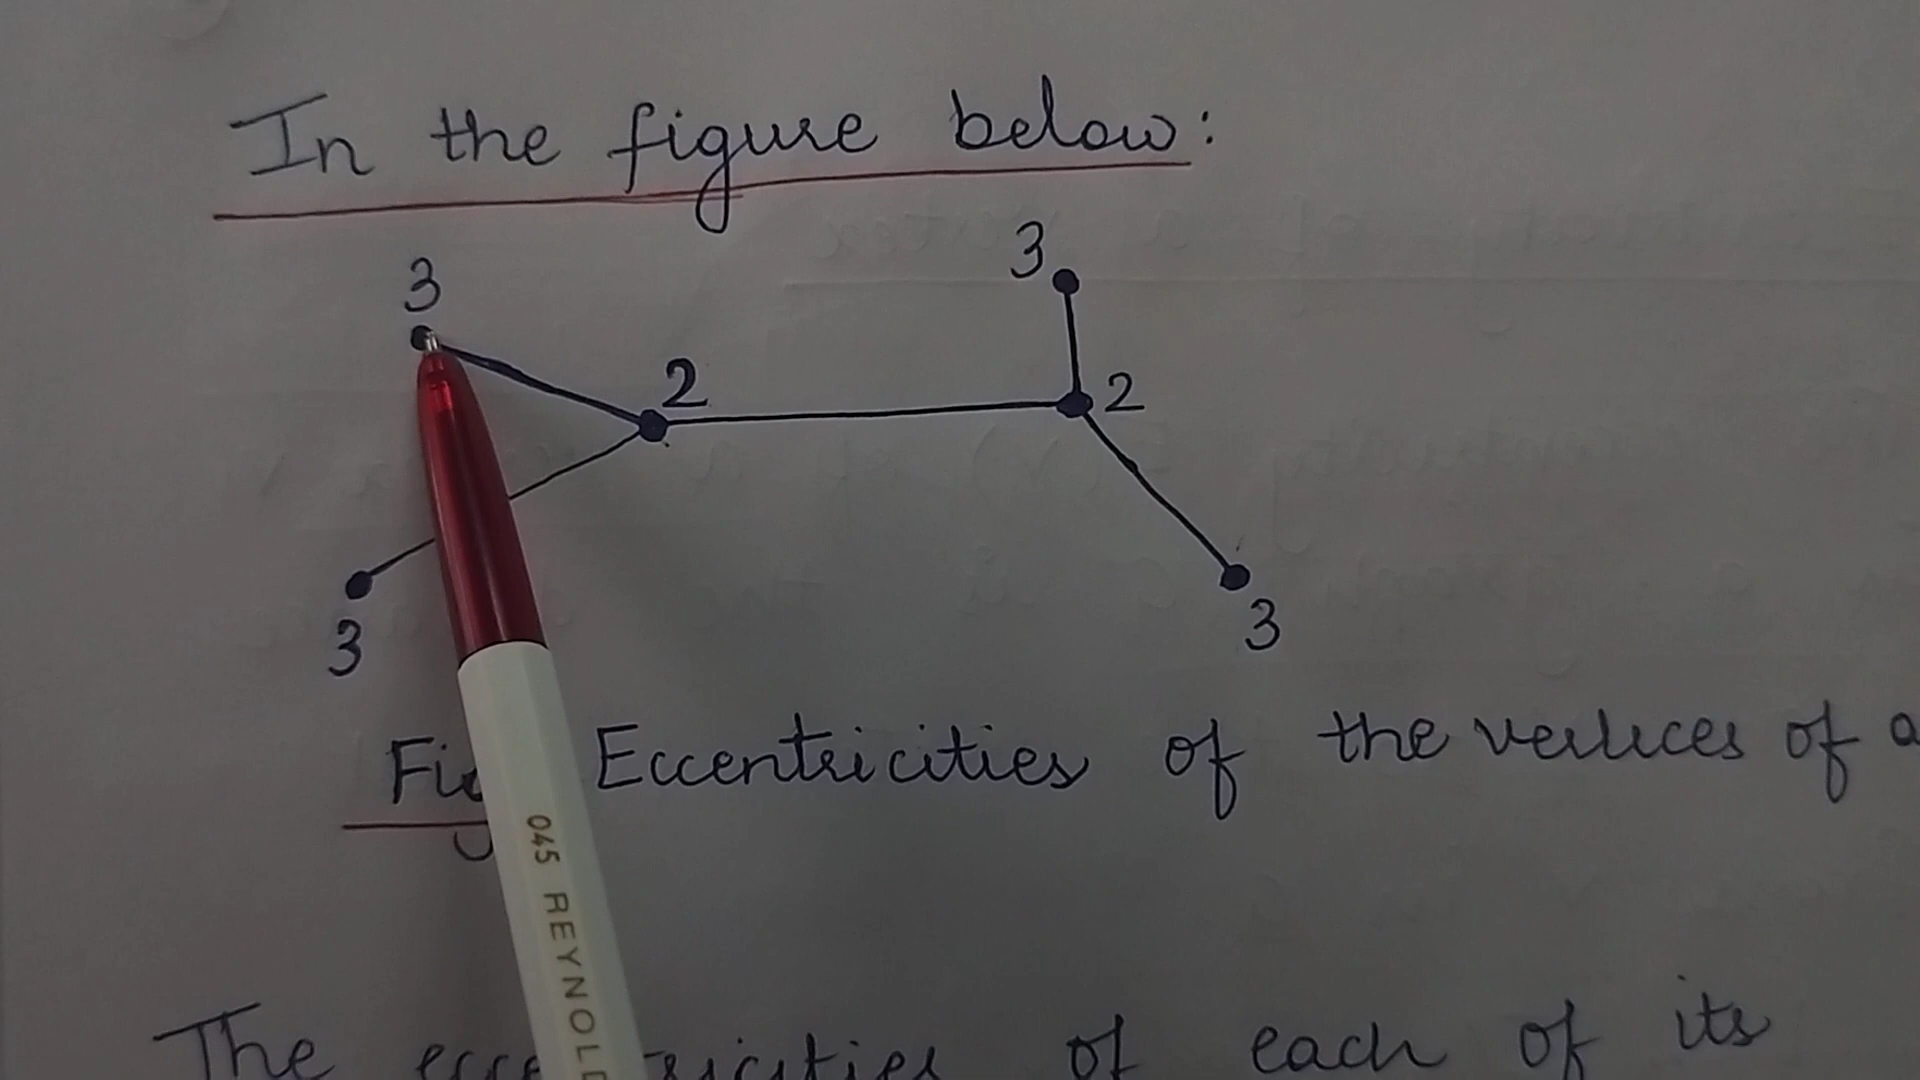 In the figure below:
3
3
2
2
3
3
Eccentricities of the vertices of a
The of each of its
045 REYNOL